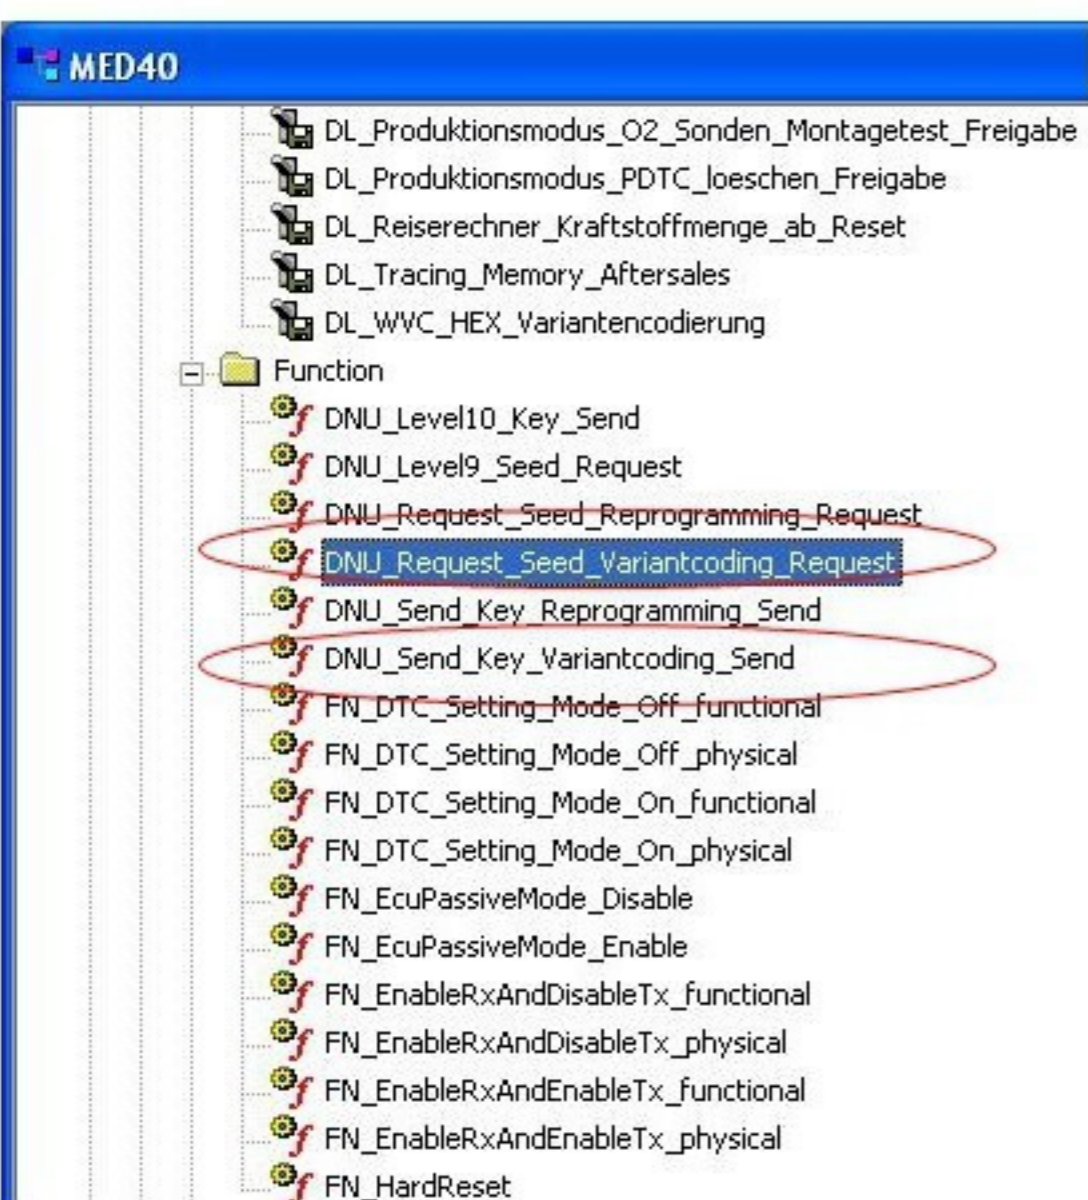 MED40
DL_Produktionsmodus_O2_Sonden_Montagetest_Freigabe
DL_Produktionsmodus_PDTC_loeschen_Freigabe
DL_Reiserechner_Kraftstoffmenge_ab_Reset
DL_Tracing_Memory_Aftersales
DL_WVC_HEX_Variantencodierung
Function
DNU_Level10_Key_Send
DNU_Level9_Seed_Request
DNU_Request_Seed_Reprogramming_Request
DNU_Request_Seed_Variantcoding_Request
DNU_Send_Key_Reprogramming_Send
DNU_Send_Key_Variantcoding_Send
FN_DTC_Setting_Mode_Off_functional
FN_DTC_Setting_Mode_Off_physical
FN_DTC_Setting_Mode_On_functional
FN_DTC_Setting_Mode_On_physical
FN_EcuPassiveMode_Disable
FN_EcuPassiveMode_Enable
FN_EnableRxAndDisableTx_functional
FN_EnableRxAndDisableTx_physical
FN_EnableRxAndEnableTx_functional
FN_EnableRxAndEnableTx_physical
FN_HardReset